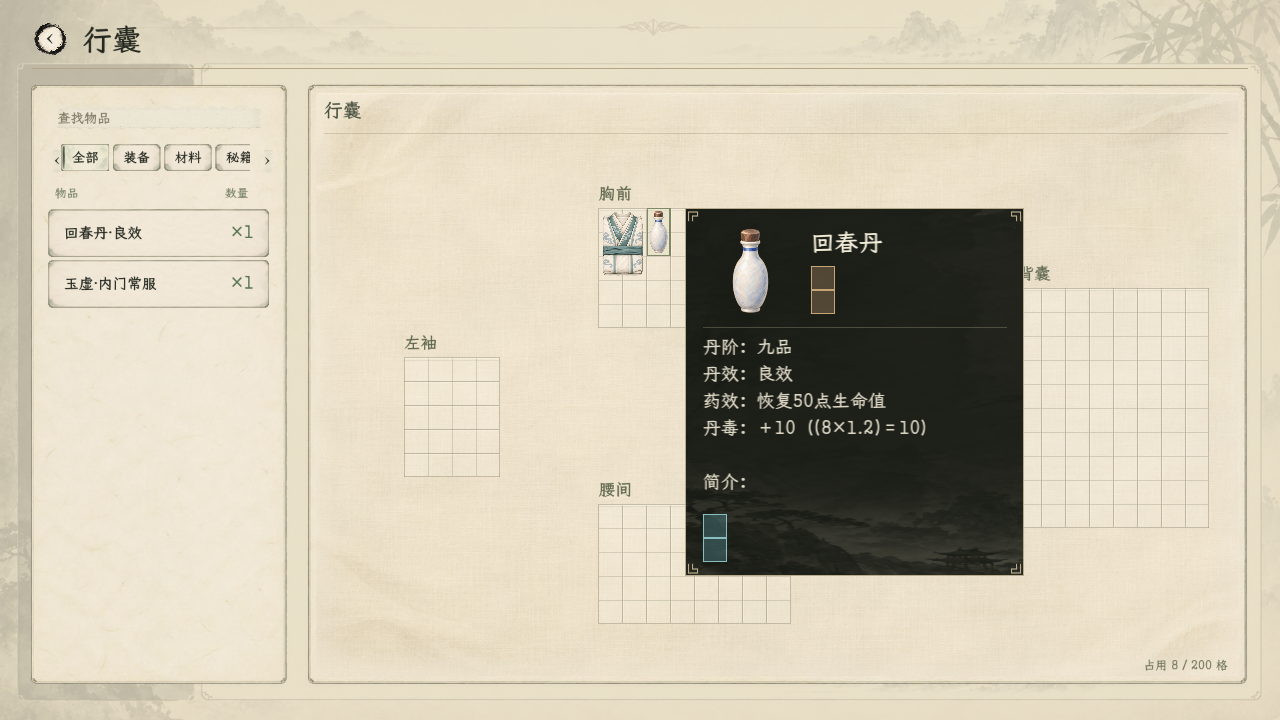 行囊
查找物品
全部 装备 材料 秘籍
物品 数量
回春丹·良效 ×1
玉虚·内门常服 ×1
行囊
胸前
左袖
腰间
背囊
回春丹
丹阶：九品
丹效：良效
药效：恢复50点生命值
丹毒：+10 ((8×1.2)=10)
简介：
占用 8 / 200 格